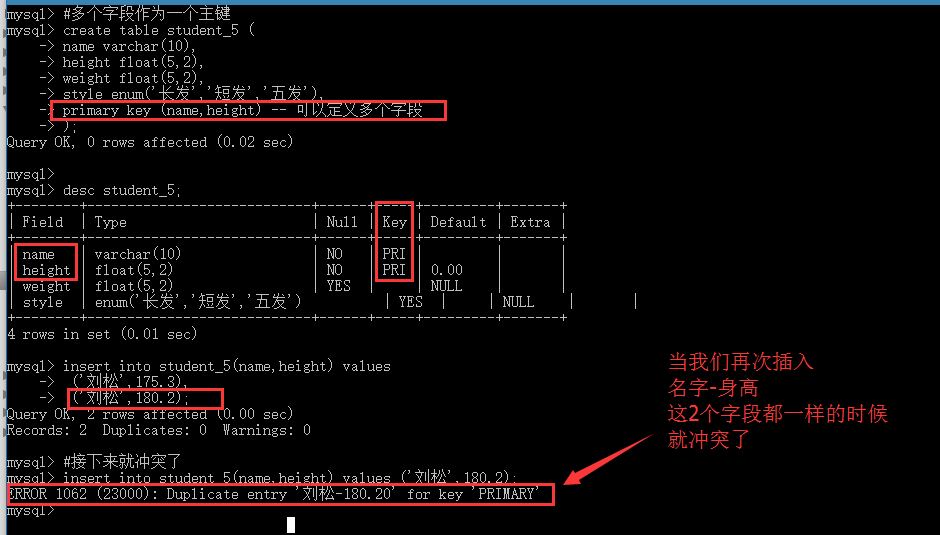 mysql> #多个字段作为一个主键
mysql> create table student_5 (
    -> name varchar(10),
    -> height float(5,2),
    -> weight float(5,2),
    -> style enum('长发','短发','五发'),
    -> primary key (name,height) -- 可以定义多个字段
    -> );
Query OK, 0 rows affected (0.02 sec)
mysql>
mysql> desc student_5;
+--------+----------------------------+------+-----+---------+-------+
| Field  | Type                       | Null | Key | Default | Extra |
+--------+----------------------------+------+-----+---------+-------+
| name   | varchar(10)                | NO   | PRI |         |       |
| height | float(5,2)                 | NO   | PRI | 0.00    |       |
| weight | float(5,2)                 | YES  |     | NULL    |       |
| style  | enum('长发','短发','五发')          | YES  |     | NULL    |       |
+--------+----------------------------+------+-----+---------+-------+
4 rows in set (0.01 sec)
mysql> insert into student_5(name,height) values
    ->  ('刘松',175.3),
    ->  ('刘松',180.2);
Query OK, 2 rows affected (0.00 sec)
Records: 2  Duplicates: 0  Warnings: 0
mysql> #接下来就冲突了
mysql> insert into student_5(name,height) values ('刘松',180.2);
ERROR 1062 (23000): Duplicate entry '刘松-180.20' for key 'PRIMARY'
mysql>
当我们再次插入
名字-身高
这2个字段都一样的时候
就冲突了